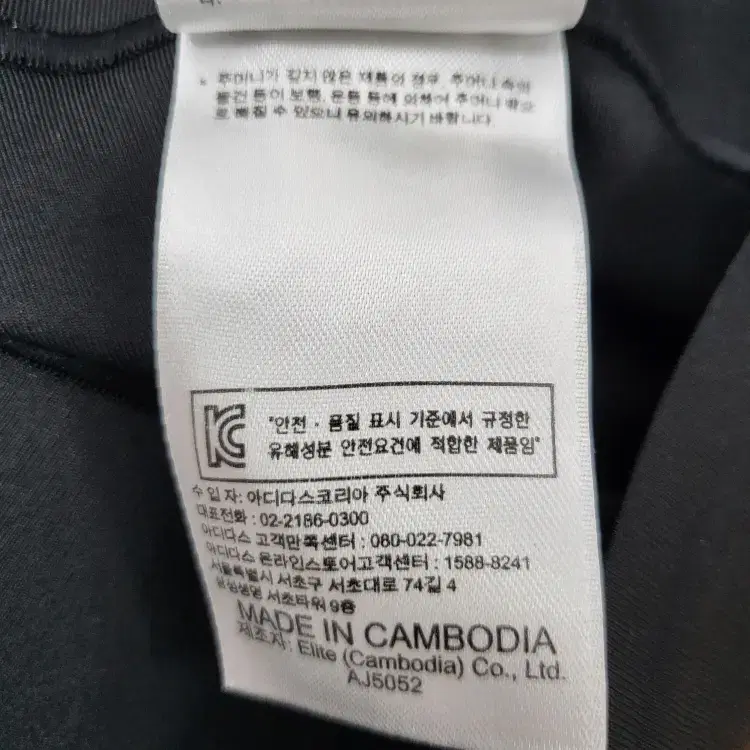 다.
* 주머니가 갖지 않은 제품의 경우, 주머니 속의
물건 등이 보행, 운동 등에 의하여 주머니 밖으
로 빠질 수 있으니 유의하시기 바랍니다.
"안전 · 품질 표시 기준에서 규정한
유해성분 안전요건에 적합한 제품임"
수 입 자: 아디다스코리아 주식회사
대표전화 : 02-2186-0300
아디다스 고객만족센터 : 080-022-7981
아디다스 온라인스토어고객센터 : 1588-8241
서울특별시 서초구 서초대로 74길 4
삼성생명 서초타워 9층
MADE IN CAMBODIA
제조자: Elite (Cambodia) Co., Ltd.
AJ5052